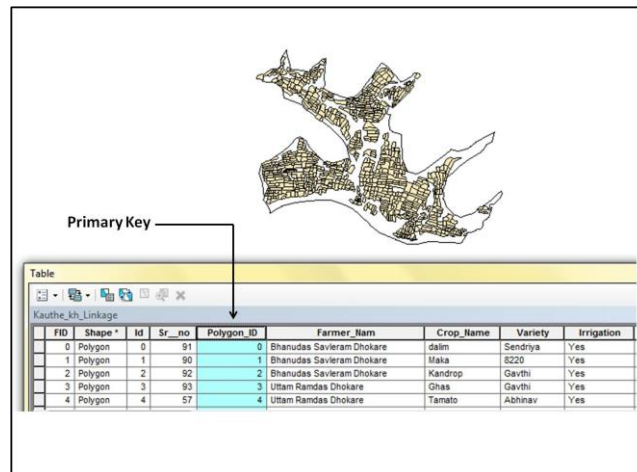 Primary Key
Table
Kauthe_kh_Linkage
FID Shape * Id Sr__no Polygon_ID Farmer_Nam Crop_Name Variety Irrigation
0 Polygon 0 91 0 Bhanudas Savleram Dhokare dalim Sendriya Yes
1 Polygon 1 90 1 Bhanudas Savleram Dhokare Maka 8220 Yes
2 Polygon 2 92 2 Bhanudas Savleram Dhokare Kandrop Gavthi Yes
3 Polygon 3 93 3 Uttam Ramdas Dhokare Ghas Gavthi Yes
4 Polygon 4 57 4 Uttam Ramdas Dhokare Tamato Abhinav Yes